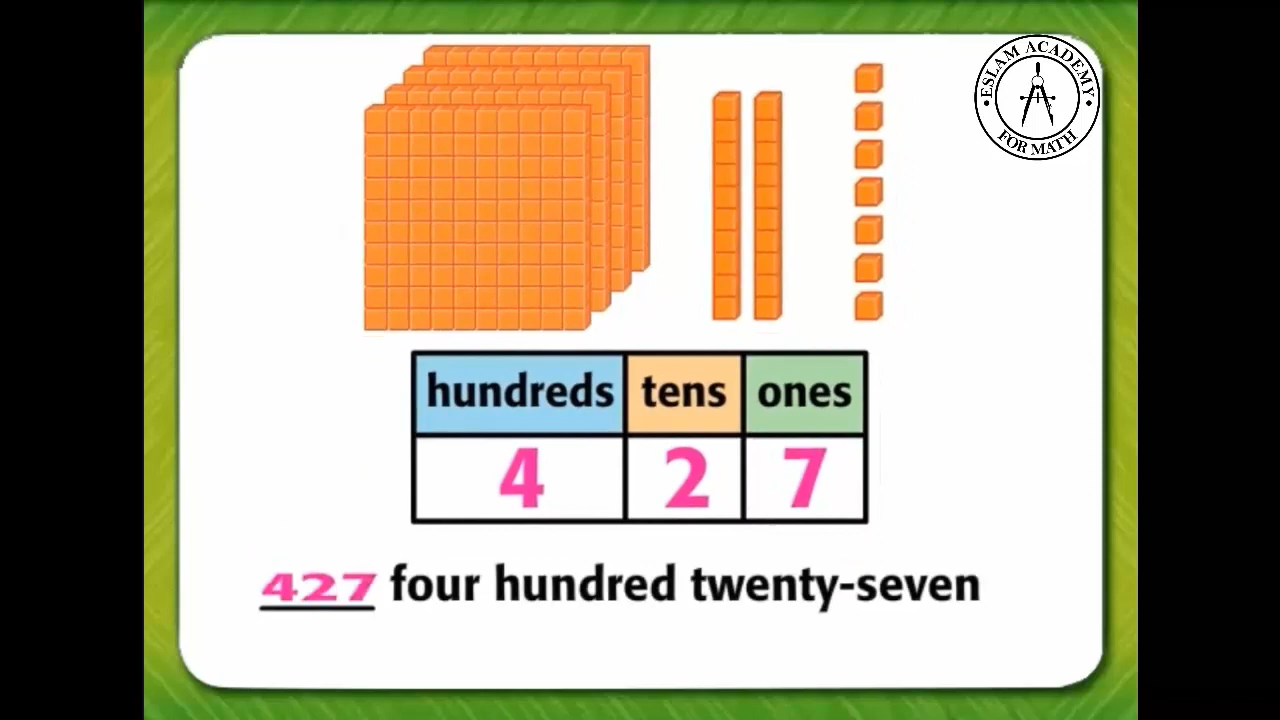 ESLAM ACADEMY
FOR MATH
hundreds tens ones
4 2 7
427 four hundred twenty-seven